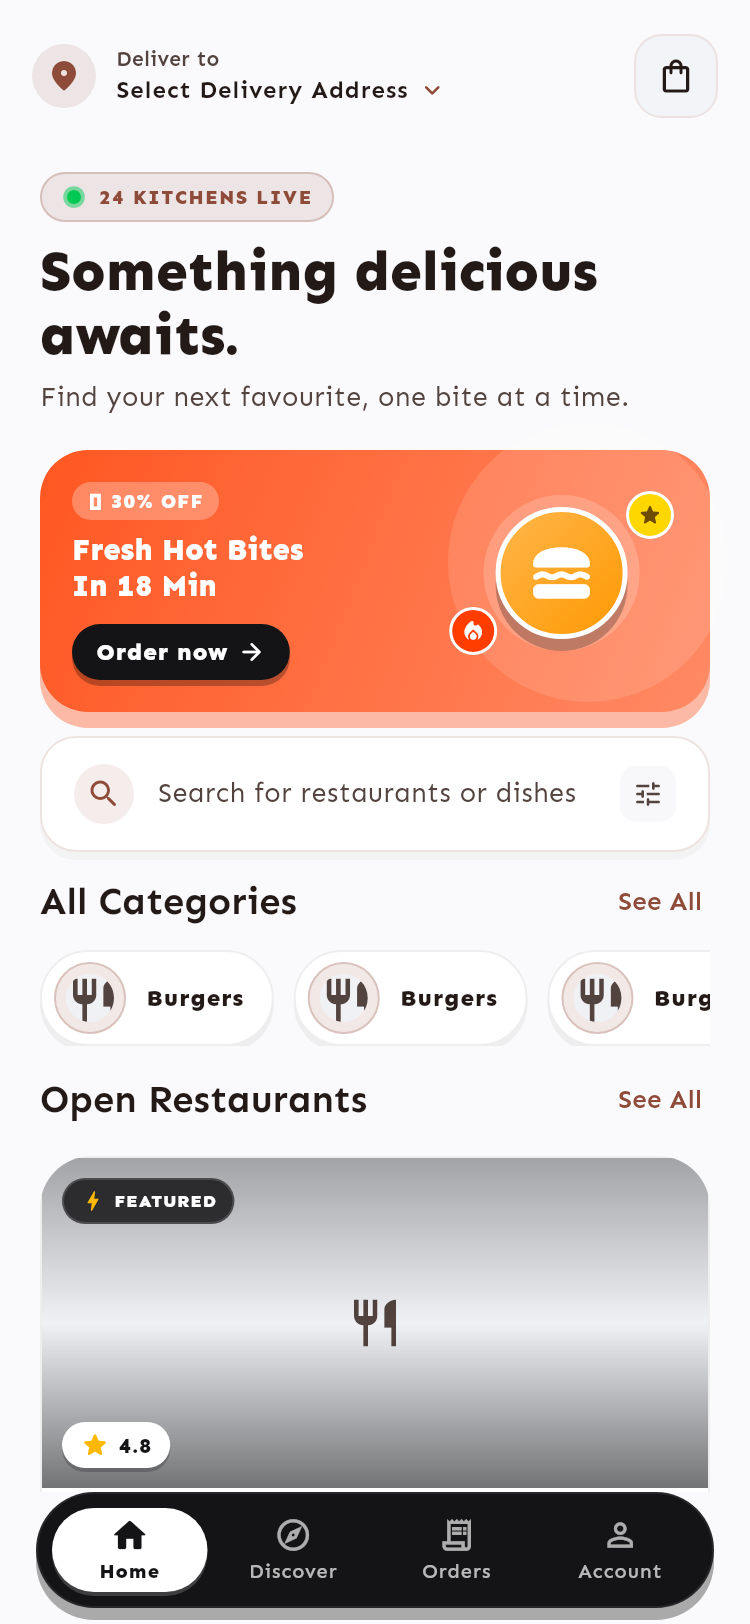 Deliver to
Select Delivery Address
24 KITCHENS LIVE
Something delicious
awaits.
Find your next favourite, one bite at a time.
30% OFF
Fresh Hot Bites
In 18 Min
Order now
Search for restaurants or dishes
All Categories
See All
Burgers
Burgers
Burg
Open Restaurants
See All
FEATURED
4.8
Home
Discover
Orders
Account